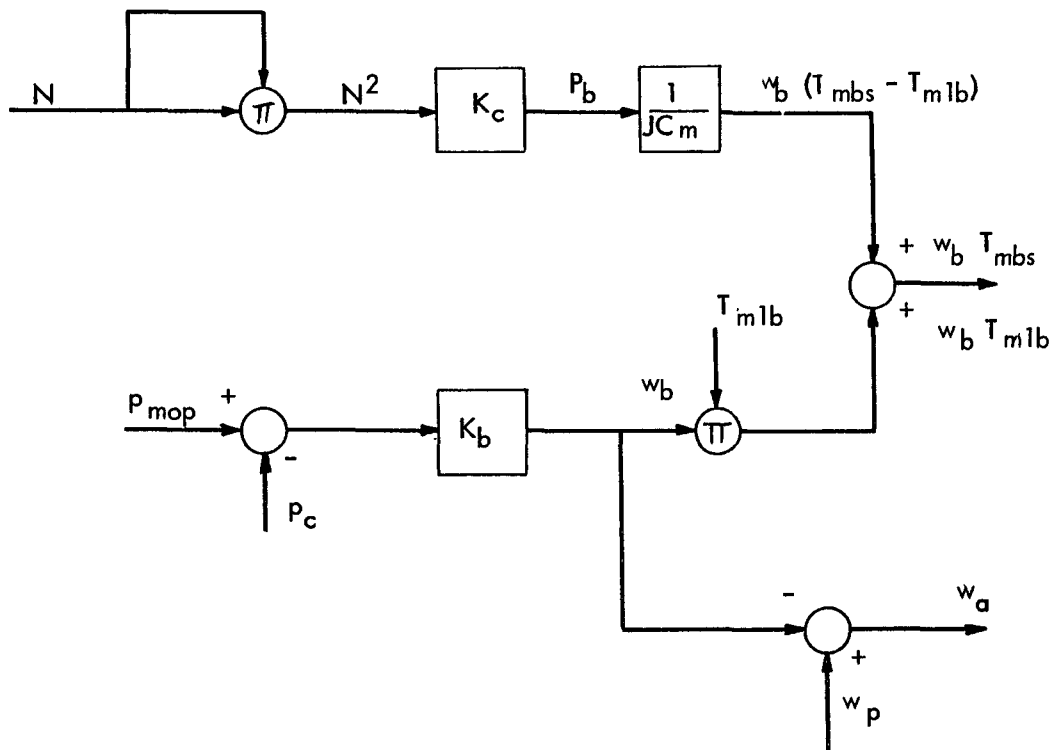 N
π
N²
K_c
P_b
1
JC_m
w_b (T_mbs - T_m1b)
+ w_b T_mbs
+ w_b T_m1b
T_m1b
p_mop
+
-
p_c
K_b
w_b
π
-
w_a
+
w_p